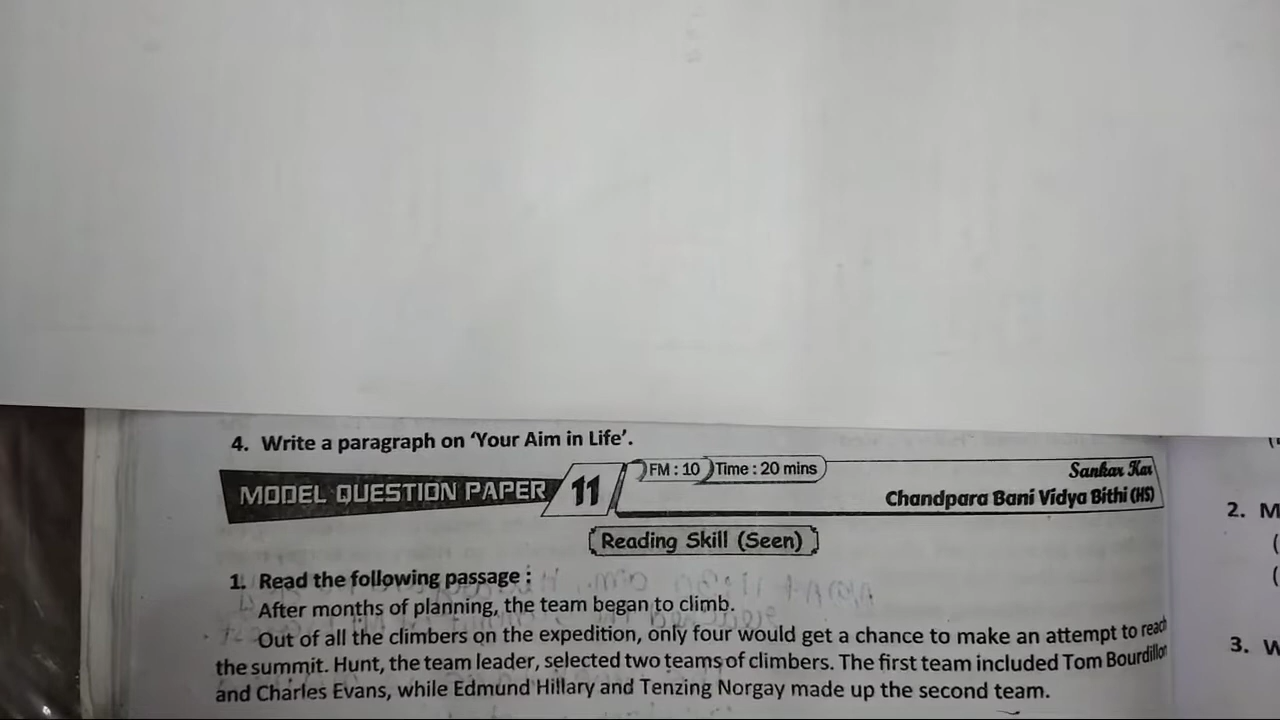 4. Write a paragraph on ‘Your Aim in Life’.
MODEL QUESTION PAPER 11 FM : 10 Time : 20 mins Sankar Kar
Chandpara Bani Vidya Bithi (HS)
Reading Skill (Seen)
1. Read the following passage :
After months of planning, the team began to climb.
Out of all the climbers on the expedition, only four would get a chance to make an attempt to reach
the summit. Hunt, the team leader, selected two teams of climbers. The first team included Tom Bourdillon
and Charles Evans, while Edmund Hillary and Tenzing Norgay made up the second team.
2. M
(
(
3. W